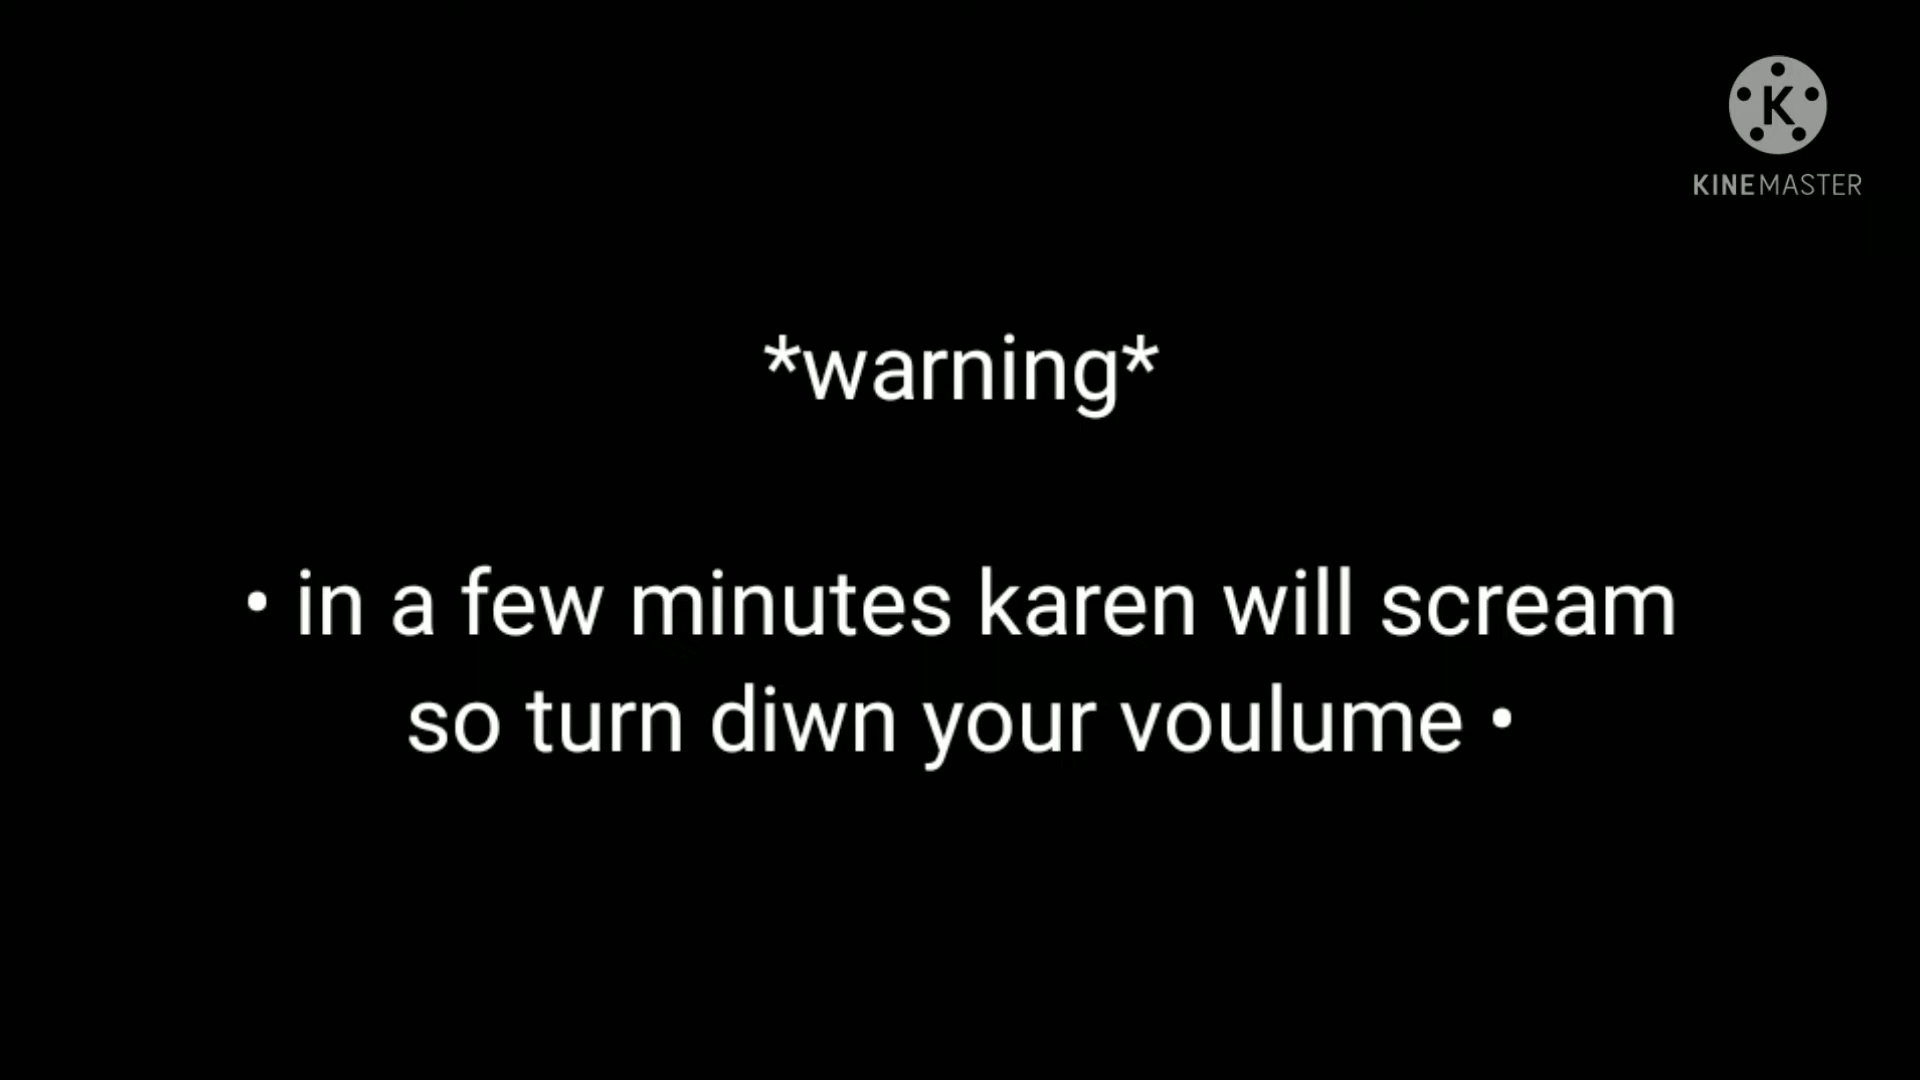 K
KINEMASTER
*warning*
• in a few minutes karen will scream
so turn diwn your voulume •